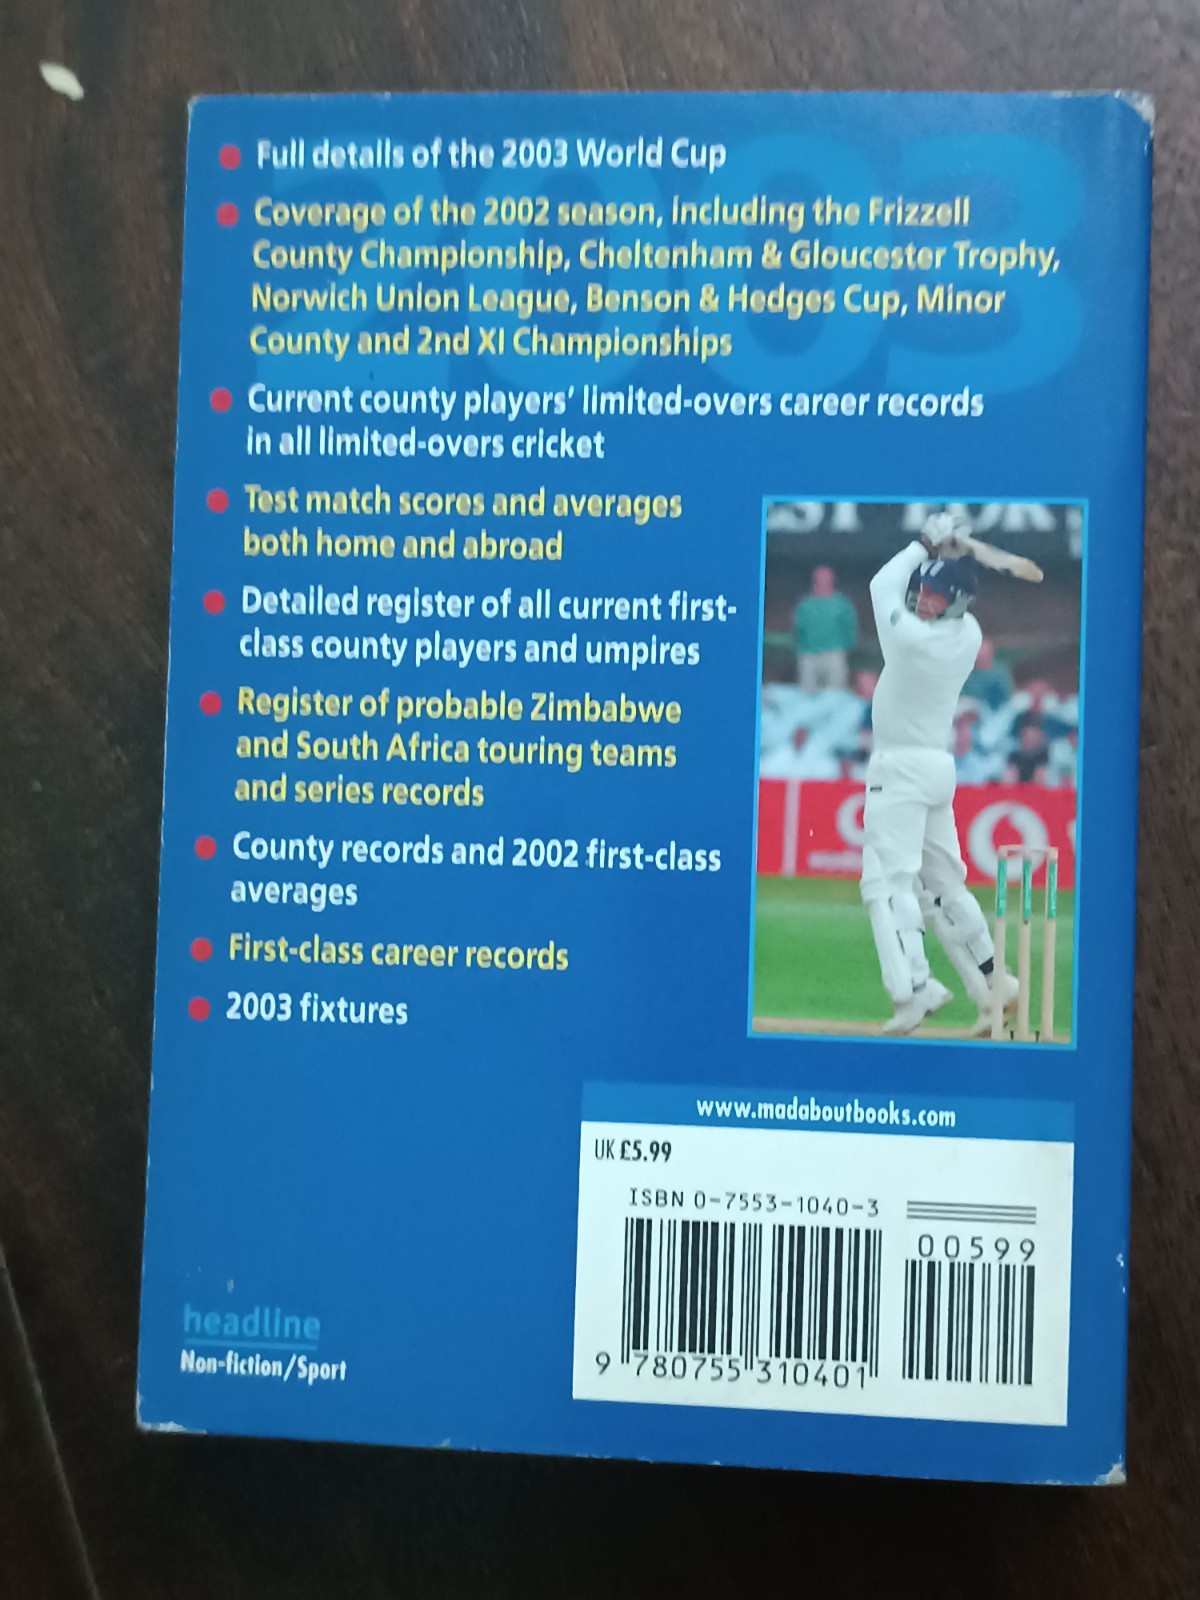 2003
Full details of the 2003 World Cup
Coverage of the 2002 season, including the Frizzell
County Championship, Cheltenham & Gloucester Trophy,
Norwich Union League, Benson & Hedges Cup, Minor
County and 2nd XI Championships
Current county players' limited-overs career records
in all limited-overs cricket
Test match scores and averages
both home and abroad
Detailed register of all current first-
class county players and umpires
Register of probable Zimbabwe
and South Africa touring teams
and series records
County records and 2002 first-class
averages
First-class career records
2003 fixtures
www.madaboutbooks.com
UK £5.99
ISBN 0-7553-1040-3
00599
9 780755 310401
headline
Non-fiction/Sport